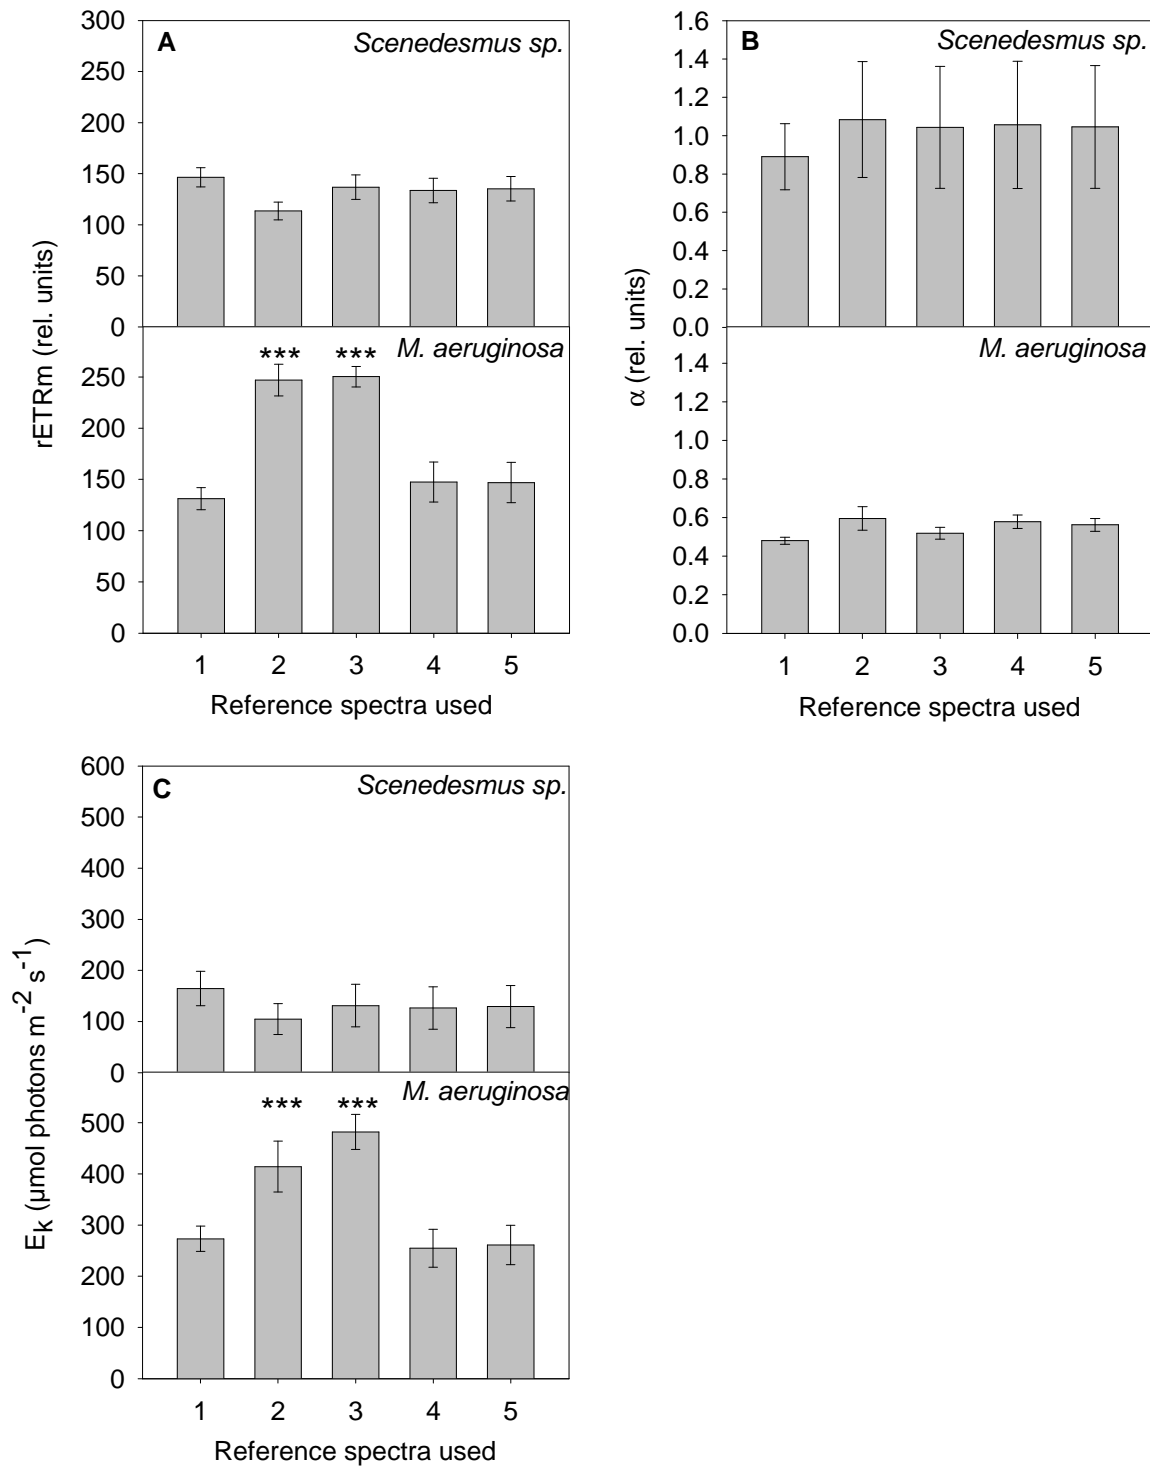 A
Scenedesmus sp.
300
250
200
150
100
50
0
M. aeruginosa
*** ***
250
200
150
100
50
0
rETRm (rel. units)
1 2 3 4 5
Reference spectra used
B
Scenedesmus sp.
1.6
1.4
1.2
1.0
0.8
0.6
0.4
0.2
0.0
M. aeruginosa
1.4
1.2
1.0
0.8
0.6
0.4
0.2
0.0
α (rel. units)
1 2 3 4 5
Reference spectra used
C
Scenedesmus sp.
600
500
400
300
200
100
0
M. aeruginosa
*** ***
500
400
300
200
100
0
Ek (µmol photons m-2 s-1)
1 2 3 4 5
Reference spectra used